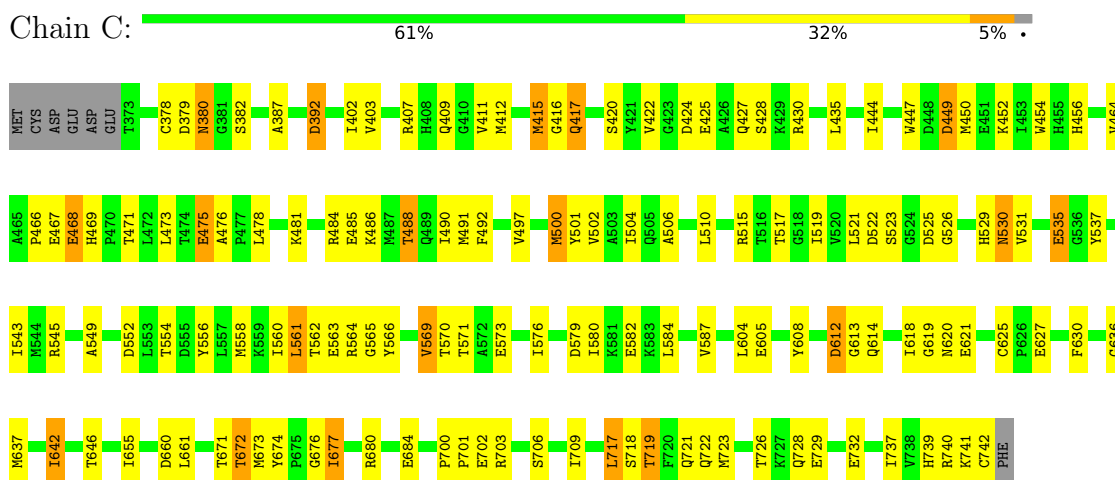 Chain C:
61% 32% 5% •
MET CYS ASP GLU ASP GLU T373 C378 D379 N380 G381 S382 A387 D392 I402 V403 R407 H408 Q409 G410 V411 M412 M415 G416 Q417 S420 Y421 V422 G423 D424 E425 A426 Q427 S428 K429 R430 L435 I444 W447 D448 D449 M450 E451 K452 I453 W454 H455 H456
A465 P466 E467 E468 H469 P470 T471 L472 L473 T474 E475 A476 P477 L478 K481 R484 E485 K486 M487 T488 Q489 I490 M491 F492 V497 M500 Y501 V502 A503 I504 Q505 A506 L510 R515 T516 T517 G518 I519 V520 L521 D522 S523 G524 D525 G526 H529 N530 V531 E535 G536 Y537
I543 M544 R545 A549 D552 L553 T554 D555 Y556 L557 M558 K559 I560 L561 T562 E563 R564 G565 Y566 V569 T570 T571 A572 E573 I576 D579 I580 K581 E582 K583 L584 V587 L604 E605 Y608 D612 G613 Q614 I618 G619 N620 E621 C625 P626 E627 F630
M637 I642 T646 I655 D660 L661 T671 T672 M673 Y674 P675 G676 I677 R680 E684 P700 P701 E702 R703 S706 I709 L717 S718 T719 F720 Q721 Q722 M723 T726 K727 Q728 E729 E732 I737 V738 H739 R740 K741 C742 PHE